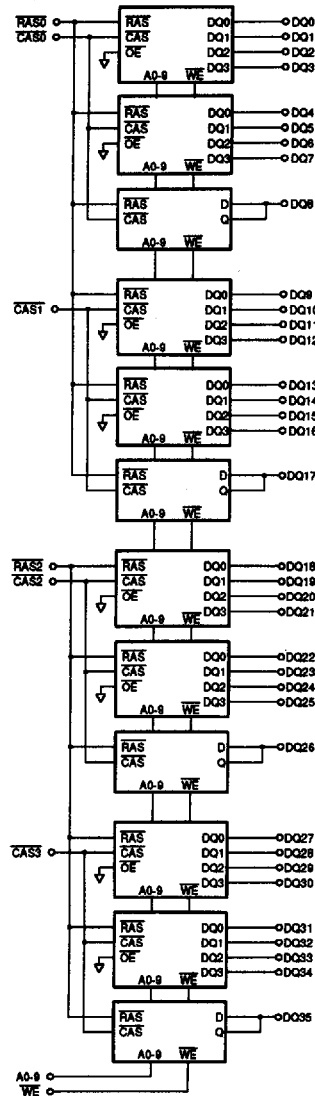 RAS0 RAS DQ0 DQ0
CAS0 CAS DQ1 DQ1
OE DQ2 DQ2
DQ3 DQ3
A0-9 WE
RAS DQ0 DQ4
CAS DQ1 DQ5
OE DQ2 DQ6
DQ3 DQ7
A0-9 WE
RAS D DQ8
CAS Q
A0-9 WE
RAS DQ0 DQ9
CAS1 CAS DQ1 DQ10
OE DQ2 DQ11
DQ3 DQ12
A0-9 WE
RAS DQ0 DQ13
CAS DQ1 DQ14
OE DQ2 DQ15
DQ3 DQ16
A0-9 WE
RAS D DQ17
CAS Q
A0-9 WE
RAS2 RAS DQ0 DQ18
CAS2 CAS DQ1 DQ19
OE DQ2 DQ20
DQ3 DQ21
A0-9 WE
RAS DQ0 DQ22
CAS DQ1 DQ23
OE DQ2 DQ24
DQ3 DQ25
A0-9 WE
RAS D DQ26
CAS Q
A0-9 WE
RAS DQ0 DQ27
CAS3 CAS DQ1 DQ28
OE DQ2 DQ29
DQ3 DQ30
A0-9 WE
RAS DQ0 DQ31
CAS DQ1 DQ32
OE DQ2 DQ33
DQ3 DQ34
A0-9 WE
RAS D DQ35
CAS Q
A0-9 WE
A0-9
WE